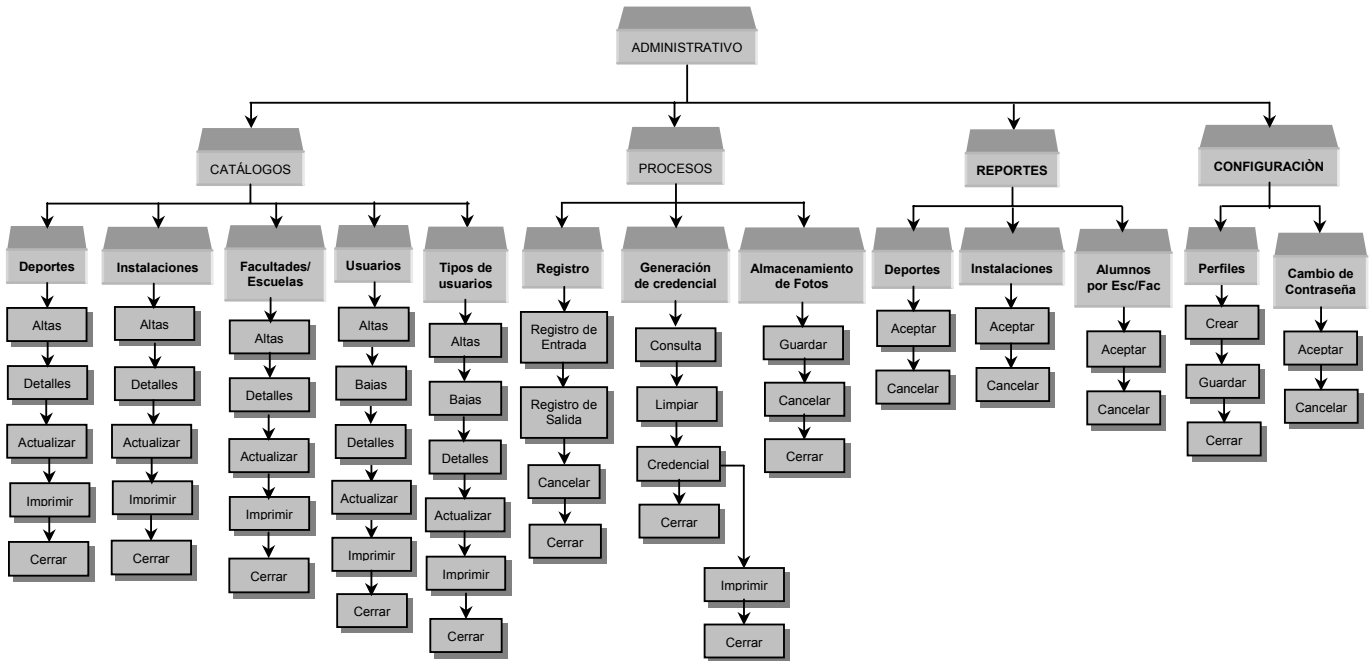 ADMINISTRATIVO
CATÁLOGOS
PROCESOS
REPORTES
CONFIGURACIÒN
Deportes
Altas
Detalles
Actualizar
Imprimir
Cerrar
Instalaciones
Altas
Detalles
Actualizar
Imprimir
Cerrar
Facultades/
Escuelas
Altas
Detalles
Actualizar
Imprimir
Cerrar
Usuarios
Altas
Bajas
Detalles
Actualizar
Imprimir
Cerrar
Tipos de
usuarios
Altas
Bajas
Detalles
Actualizar
Imprimir
Cerrar
Registro
Registro de
Entrada
Registro de
Salida
Cancelar
Cerrar
Generación
de credencial
Consulta
Limpiar
Credencial
Cerrar
Imprimir
Cerrar
Almacenamiento
de Fotos
Guardar
Cancelar
Cerrar
Deportes
Aceptar
Cancelar
Instalaciones
Aceptar
Cancelar
Alumnos
por Esc/Fac
Aceptar
Cancelar
Perfiles
Crear
Guardar
Cerrar
Cambio de
Contraseña
Aceptar
Cancelar